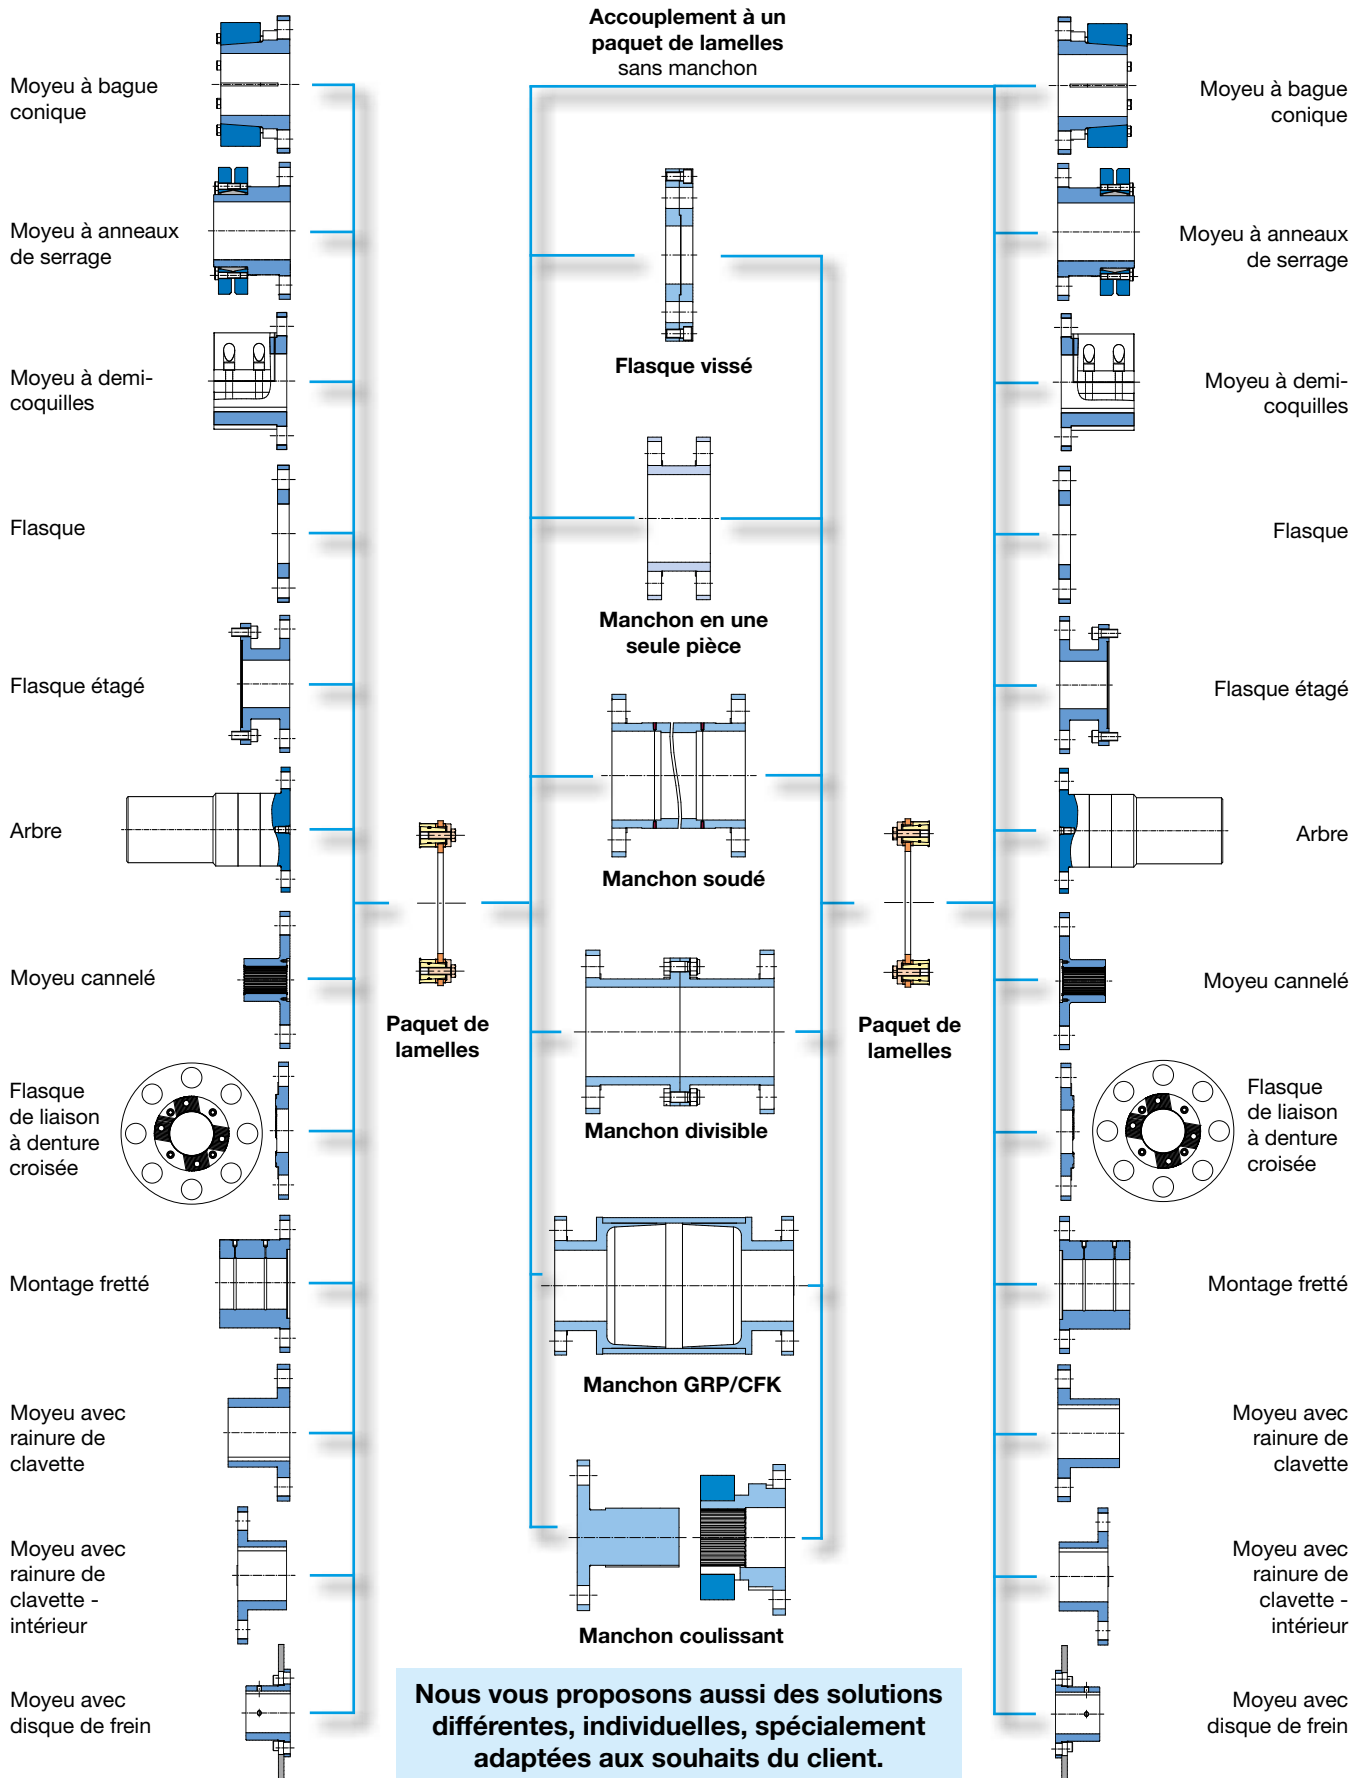 Accouplement à un
paquet de lamelles
sans manchon
Moyeu à bague
conique
Moyeu à anneaux
de serrage
Moyeu à demi-
coquilles
Flasque
Flasque étagé
Arbre
Moyeu cannelé
Flasque
de liaison
à denture
croisée
Montage fretté
Moyeu avec
rainure de
clavette
Moyeu avec
rainure de
clavette -
intérieur
Moyeu avec
disque de frein
Paquet de
lamelles
Flasque vissé
Manchon en une
seule pièce
Manchon soudé
Manchon divisible
Manchon GRP/CFK
Manchon coulissant
Paquet de
lamelles
Moyeu à bague
conique
Moyeu à anneaux
de serrage
Moyeu à demi-
coquilles
Flasque
Flasque étagé
Arbre
Moyeu cannelé
Flasque
de liaison
à denture
croisée
Montage fretté
Moyeu avec
rainure de
clavette
Moyeu avec
rainure de
clavette -
intérieur
Moyeu avec
disque de frein
Nous vous proposons aussi des solutions
différentes, individuelles, spécialement
adaptées aux souhaits du client.